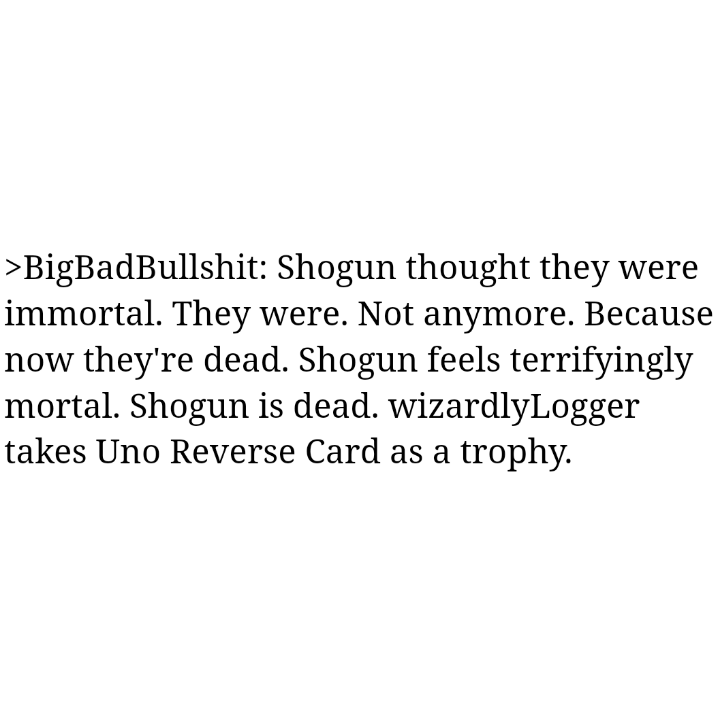 >BigBadBullshit: Shogun thought they were
immortal. They were. Not anymore. Because
now they're dead. Shogun feels terrifyingly
mortal. Shogun is dead. wizardlyLogger
takes Uno Reverse Card as a trophy.